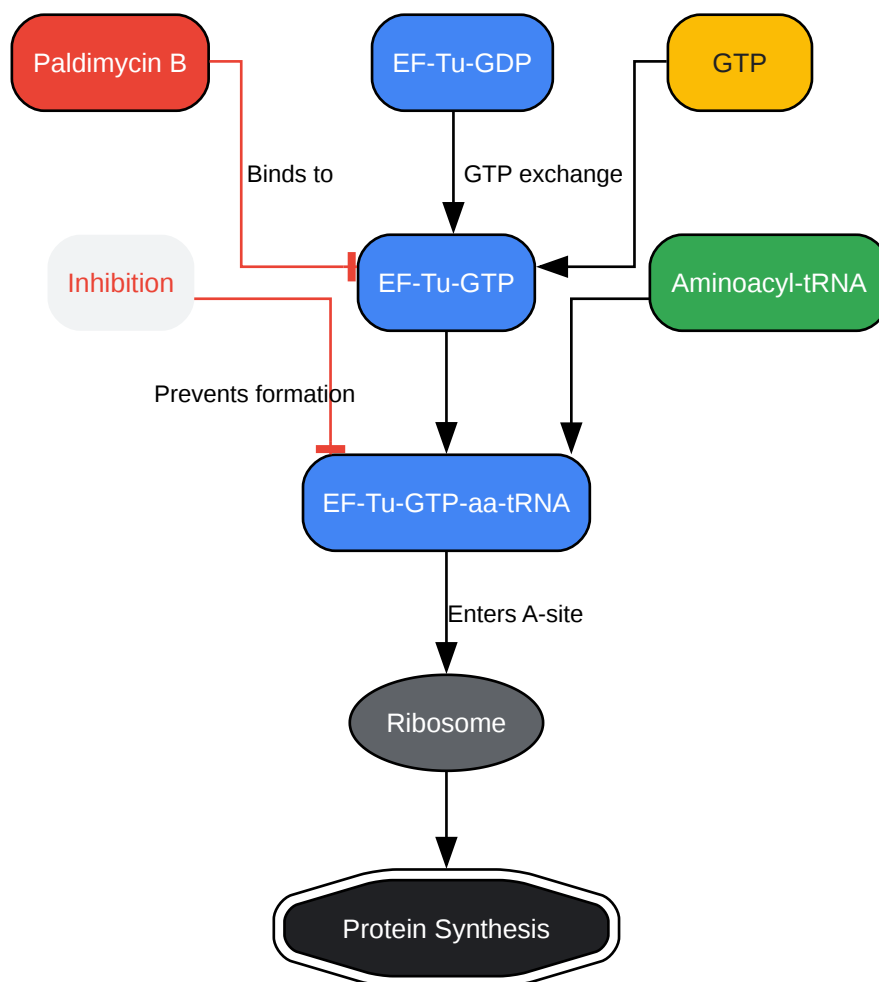 Paldimycin B
EF-Tu-GDP
GTP
Binds to
GTP exchange
Inhibition
EF-Tu-GTP
Aminoacyl-tRNA
Prevents formation
EF-Tu-GTP-aa-tRNA
Enters A-site
Ribosome
Protein Synthesis